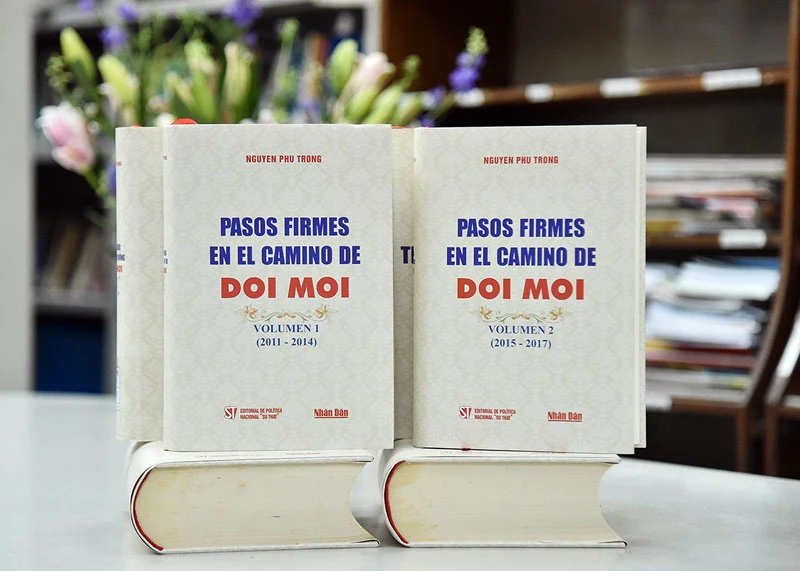 NGUYEN PHU TRONG
PASOS FIRMES
EN EL CAMINO DE
DOI MOI
VOLUMEN 1
(2011 - 2014)
ST
EDITORIAL DE POLÍTICA
NACIONAL "SU THAT"
Nhân Dân
NGUYEN PHU TRONG
PASOS FIRMES
EN EL CAMINO DE
DOI MOI
VOLUMEN 2
(2015 - 2017)
ST
EDITORIAL DE POLÍTICA
NACIONAL "SU THAT"
Nhân Dân